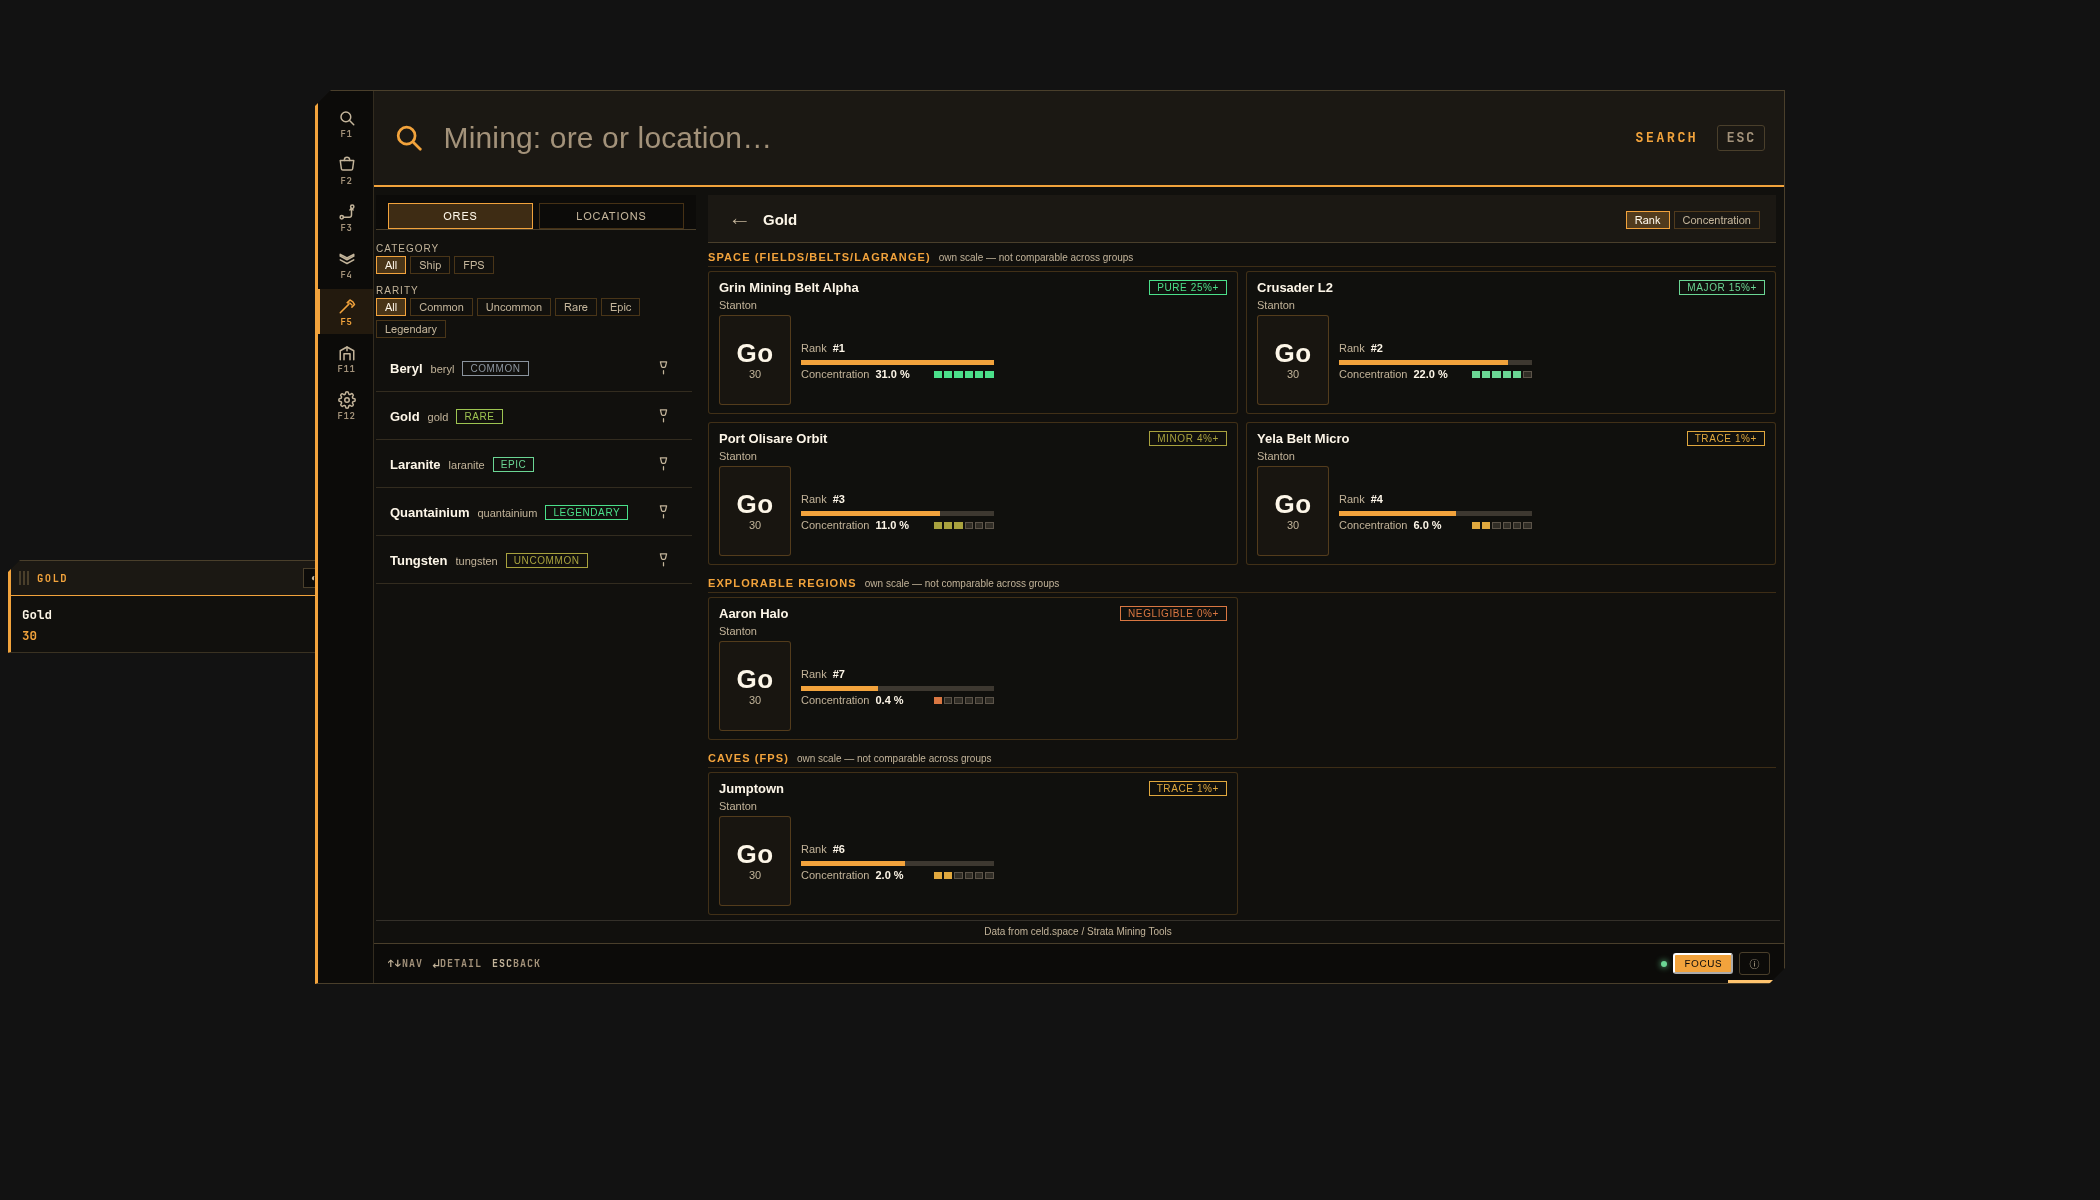 F1
F2
F3
F4
F5
F11
F12
Mining: ore or location…
SEARCH
ESC
ORES
LOCATIONS
CATEGORY
All Ship FPS
RARITY
All Common Uncommon Rare Epic
Legendary
Beryl beryl COMMON
Gold gold RARE
Laranite laranite EPIC
Quantainium quantainium LEGENDARY
Tungsten tungsten UNCOMMON
GOLD
Gold
30
← Gold
Rank Concentration
SPACE (FIELDS/BELTS/LAGRANGE) own scale — not comparable across groups
Grin Mining Belt Alpha PURE 25%+
Stanton
Go
30
Rank #1
Concentration 31.0 %
Crusader L2 MAJOR 15%+
Stanton
Go
30
Rank #2
Concentration 22.0 %
Port Olisare Orbit MINOR 4%+
Stanton
Go
30
Rank #3
Concentration 11.0 %
Yela Belt Micro TRACE 1%+
Stanton
Go
30
Rank #4
Concentration 6.0 %
EXPLORABLE REGIONS own scale — not comparable across groups
Aaron Halo NEGLIGIBLE 0%+
Stanton
Go
30
Rank #7
Concentration 0.4 %
CAVES (FPS) own scale — not comparable across groups
Jumptown TRACE 1%+
Stanton
Go
30
Rank #6
Concentration 2.0 %
Data from celd.space / Strata Mining Tools
↑↓NAV ↲DETAIL ESCBACK
FOCUS ⓘ